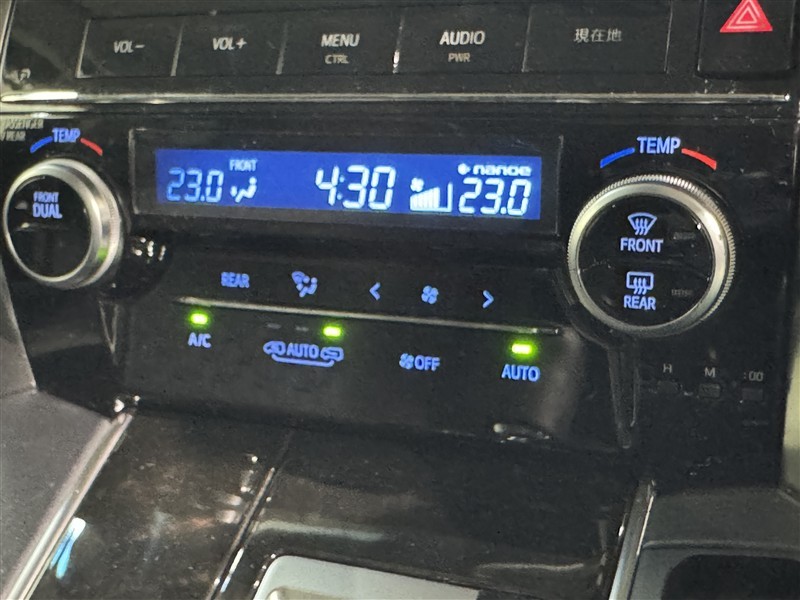 VOL− VOL+ MENU AUDIO 現在地
CTRL PWR
REAR
TEMP
TEMP
FRONT
DUAL
23.0 FRONT 4:30 nanoe 23.0
FRONT
REAR
REAR < >
A/C AUTO OFF AUTO
H M :00